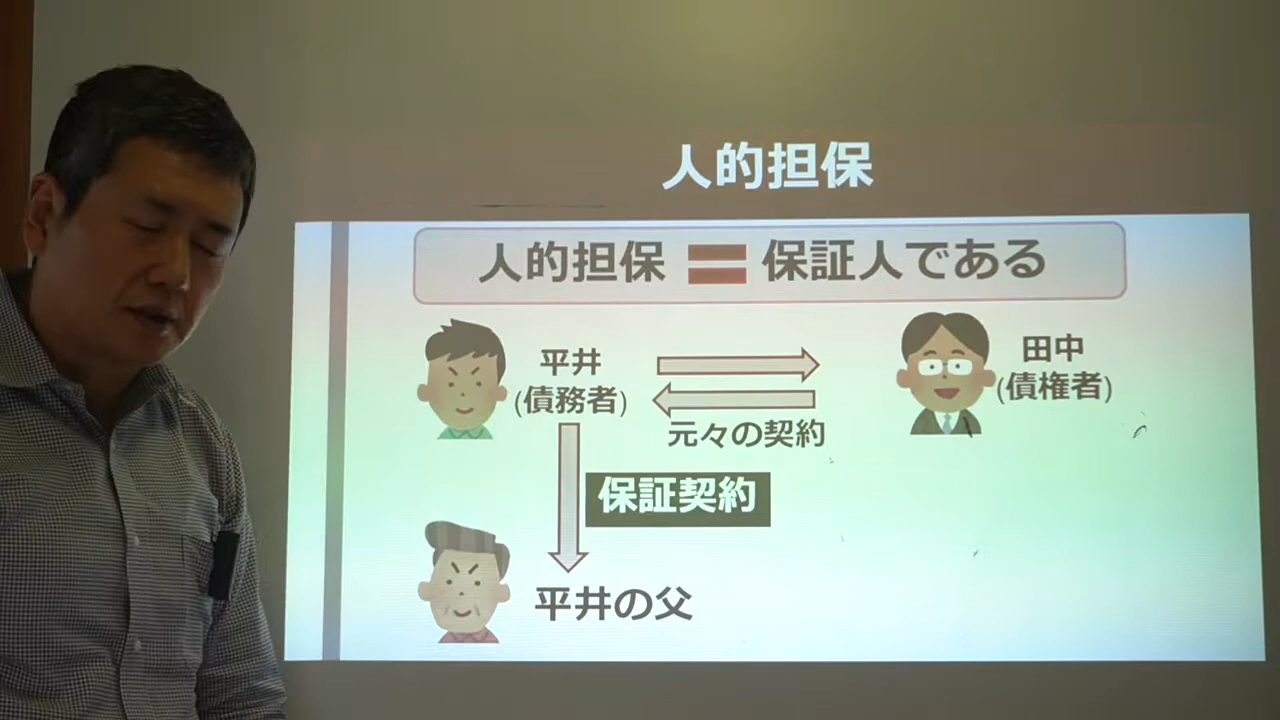 人的担保
人的担保 = 保証人である
平井
(債務者)
田中
(債権者)
元々の契約
保証契約
平井の父